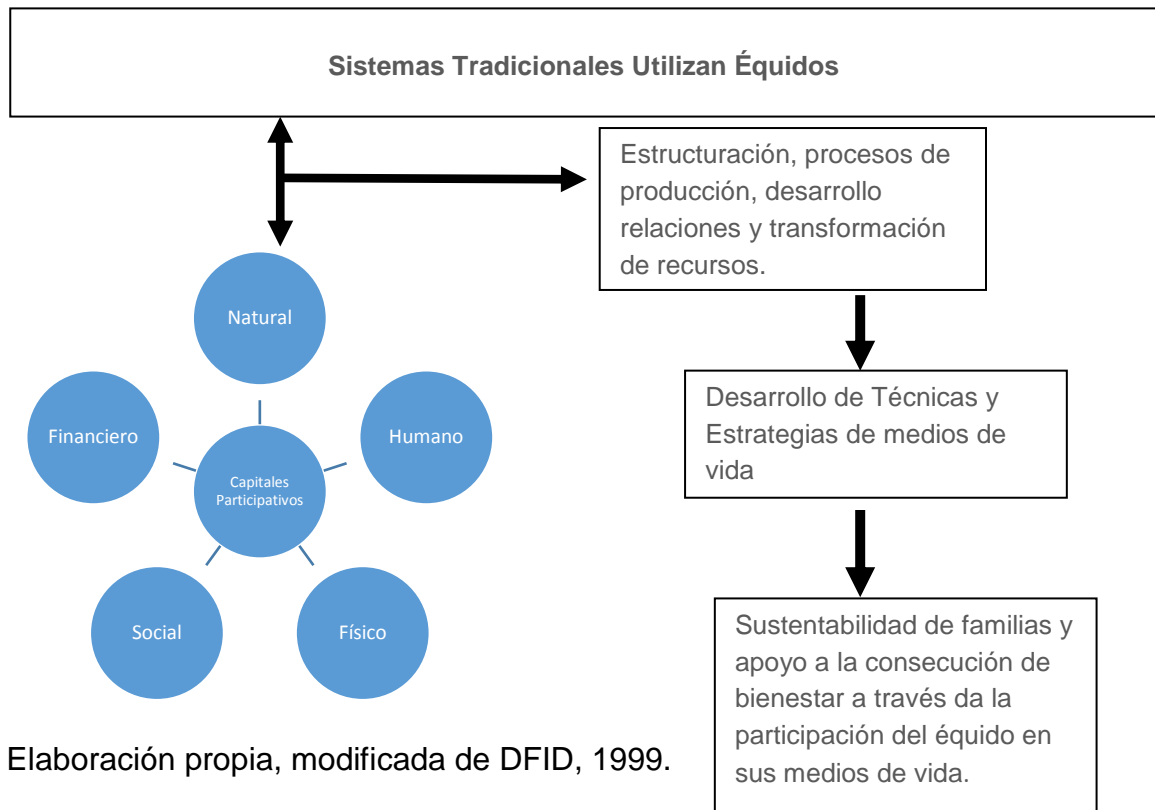 Sistemas Tradicionales Utilizan Équidos
Estructuración, procesos de
producción, desarrollo
relaciones y transformación
de recursos.
Natural
Financiero
Humano
Capitales
Participativos
Social
Físico
Desarrollo de Técnicas y
Estrategias de medios de
vida
Sustentabilidad de familias y
apoyo a la consecución de
bienestar a través da la
participación del équido en
sus medios de vida.
Elaboración propia, modificada de DFID, 1999.